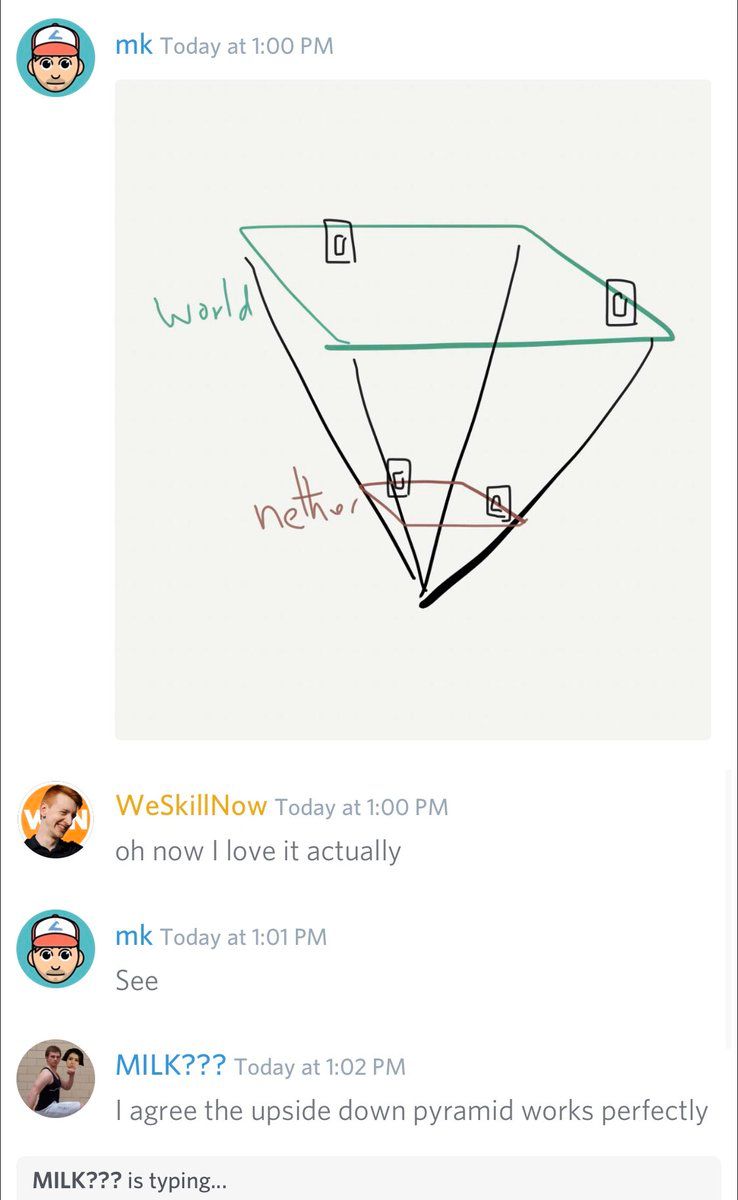 mk Today at 1:00 PM
world
nether
WeSkillNow Today at 1:00 PM
oh now I love it actually
mk Today at 1:01 PM
See
MILK??? Today at 1:02 PM
I agree the upside down pyramid works perfectly
MILK??? is typing...